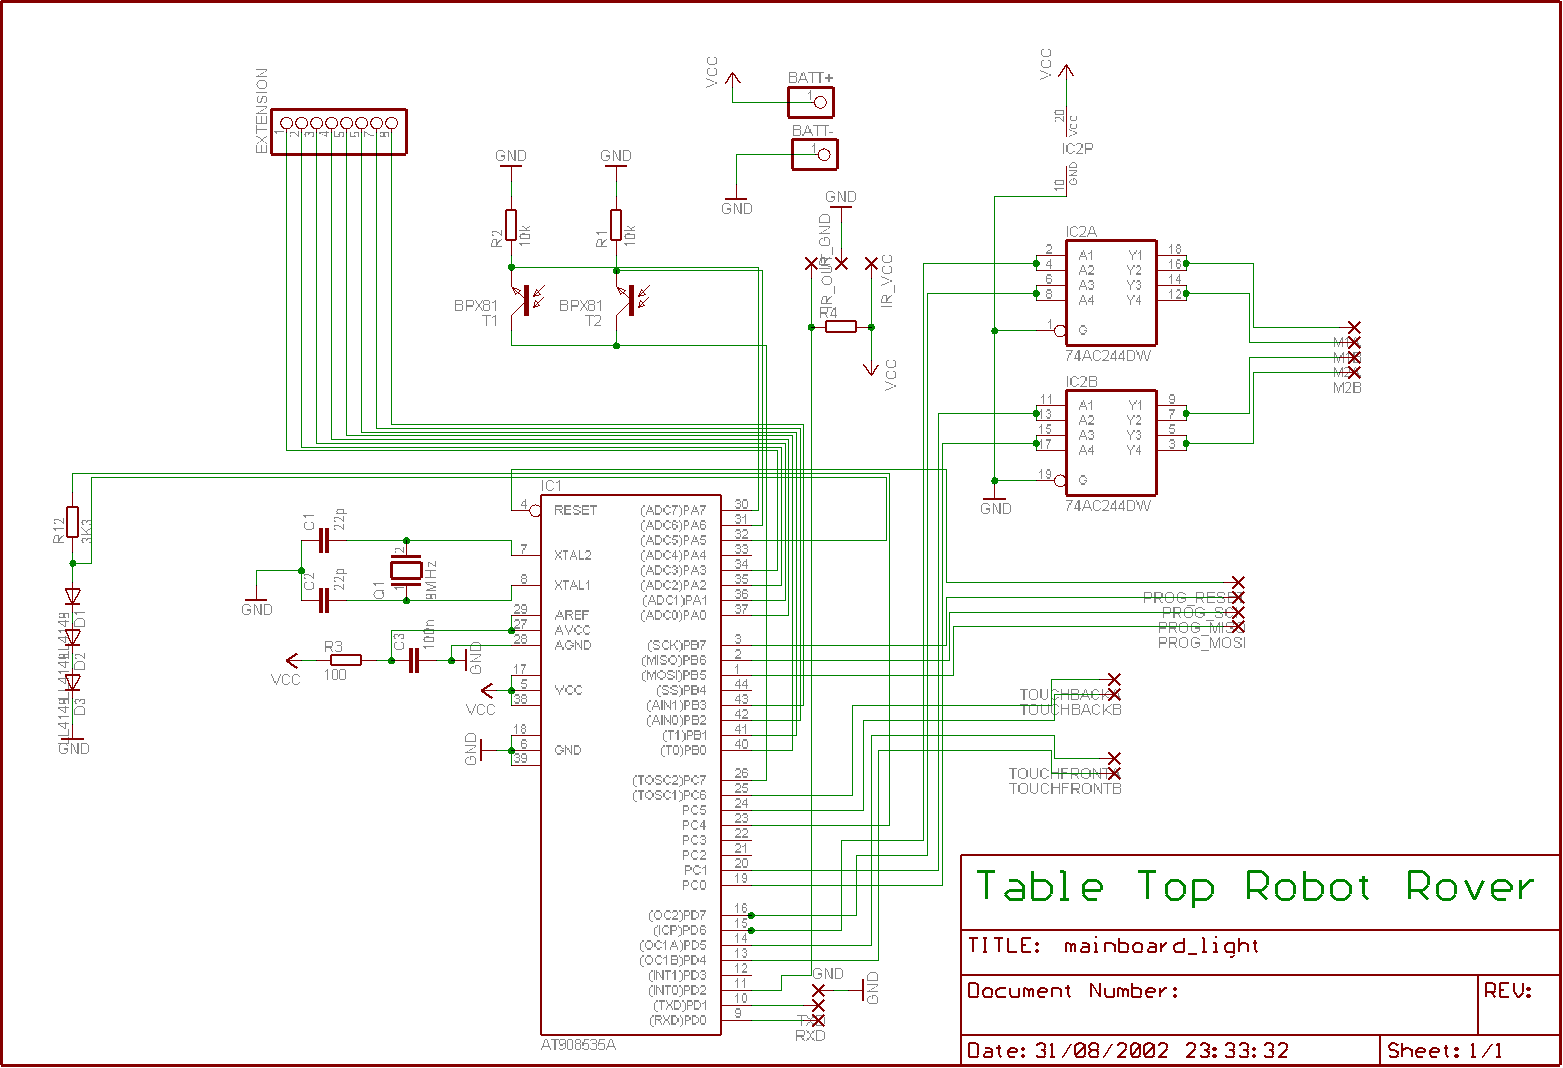 EXTENSION
1 2 3 4 5 6 7 8
VCC
BATT+
1
BATT-
1
GND
VCC
20
VCC
IC2P
10
GND
GND
R2
10k
GND
R1
10k
BPX81
T1
BPX81
T2
GND
IR_GND
IR_VCC
R4
VCC
IC2A
2 A1 Y1 18
4 A2 Y2 16
6 A3 Y3 14
8 A4 Y4 12
1 G
74AC244DW
IC2B
11 A1 Y1 9
13 A2 Y2 7
15 A3 Y3 5
17 A4 Y4 3
19 G
74AC244DW
GND
M2B
R12
3K3
D1
D2
D3
LL4149
GND
C1
22p
C2
22p
GND
Q1
2
1
8MHz
R3
100
VCC
C3
100n
GND
VCC
GND
IC1
4 RESET
7 XTAL2
8 XTAL1
29 AREF
27 AVCC
28 AGND
17
5 VCC
38
18
6 GND
39
(ADC7)PA7 30
(ADC6)PA6 31
(ADC5)PA5 32
(ADC4)PA4 33
(ADC3)PA3 34
(ADC2)PA2 35
(ADC1)PA1 36
(ADC0)PA0 37
(SCK)PB7 3
(MISO)PB6 2
(MOSI)PB5 1
(SS)PB4 44
(AIN1)PB3 43
(AIN0)PB2 42
(T1)PB1 41
(T0)PB0 40
(TOSC2)PC7 26
(TOSC1)PC6 25
PC5 24
PC4 23
PC3 22
PC2 21
PC1 20
PC0 19
(OC2)PD7 16
(ICP)PD6 15
(OC1A)PD5 14
(OC1B)PD4 13
(INT1)PD3 12
(INT0)PD2 11
(TXD)PD1 10
(RXD)PD0 9
AT908535A
PROG_MOSI
TOUCHBACKA
TOUCHBACKB
TOUCHFRONTA
TOUCHFRONTB
GND
GND
RXD
Table Top Robot Rover
TITLE: mainboard_light
Document Number:
REV:
Date: 31/08/2002 23:33:32
Sheet: 1/1